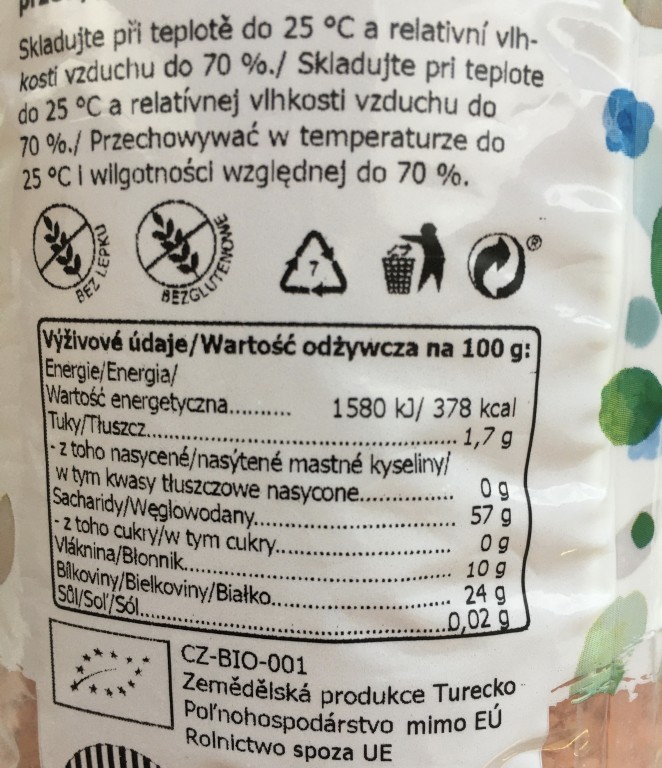 Skladujte při teplotě do 25 °C a relativní vlh-
kosti vzduchu do 70 %./ Skladujte pri teplote
do 25 °C a relatívnej vlhkosti vzduchu do
70 %./ Przechowywać w temperaturze do
25 °C i wilgotności względnej do 70 %.
BEZ LEPKU
BEZGLUTENOWE
7
®
Výživové údaje/Wartość odżywcza na 100 g:
Energie/Energia/
Wartość energetyczna.......... 1580 kJ/ 378 kcal
Tuky/Tłuszcz.................... 1,7 g
- z toho nasycené/nasýtené mastné kyseliny/
w tym kwasy tłuszczowe nasycone............... 0 g
Sacharidy/Węglowodany.................... 57 g
- z toho cukry/w tym cukry.................... 0 g
Vláknina/Błonnik.................... 10 g
Bílkoviny/Bielkoviny/Białko.................... 24 g
Sůl/Soľ/Sól.................... 0,02 g
CZ-BIO-001
Zemědělská produkce Turecko
Poľnohospodárstvo mimo EÚ
Rolnictwo spoza UE